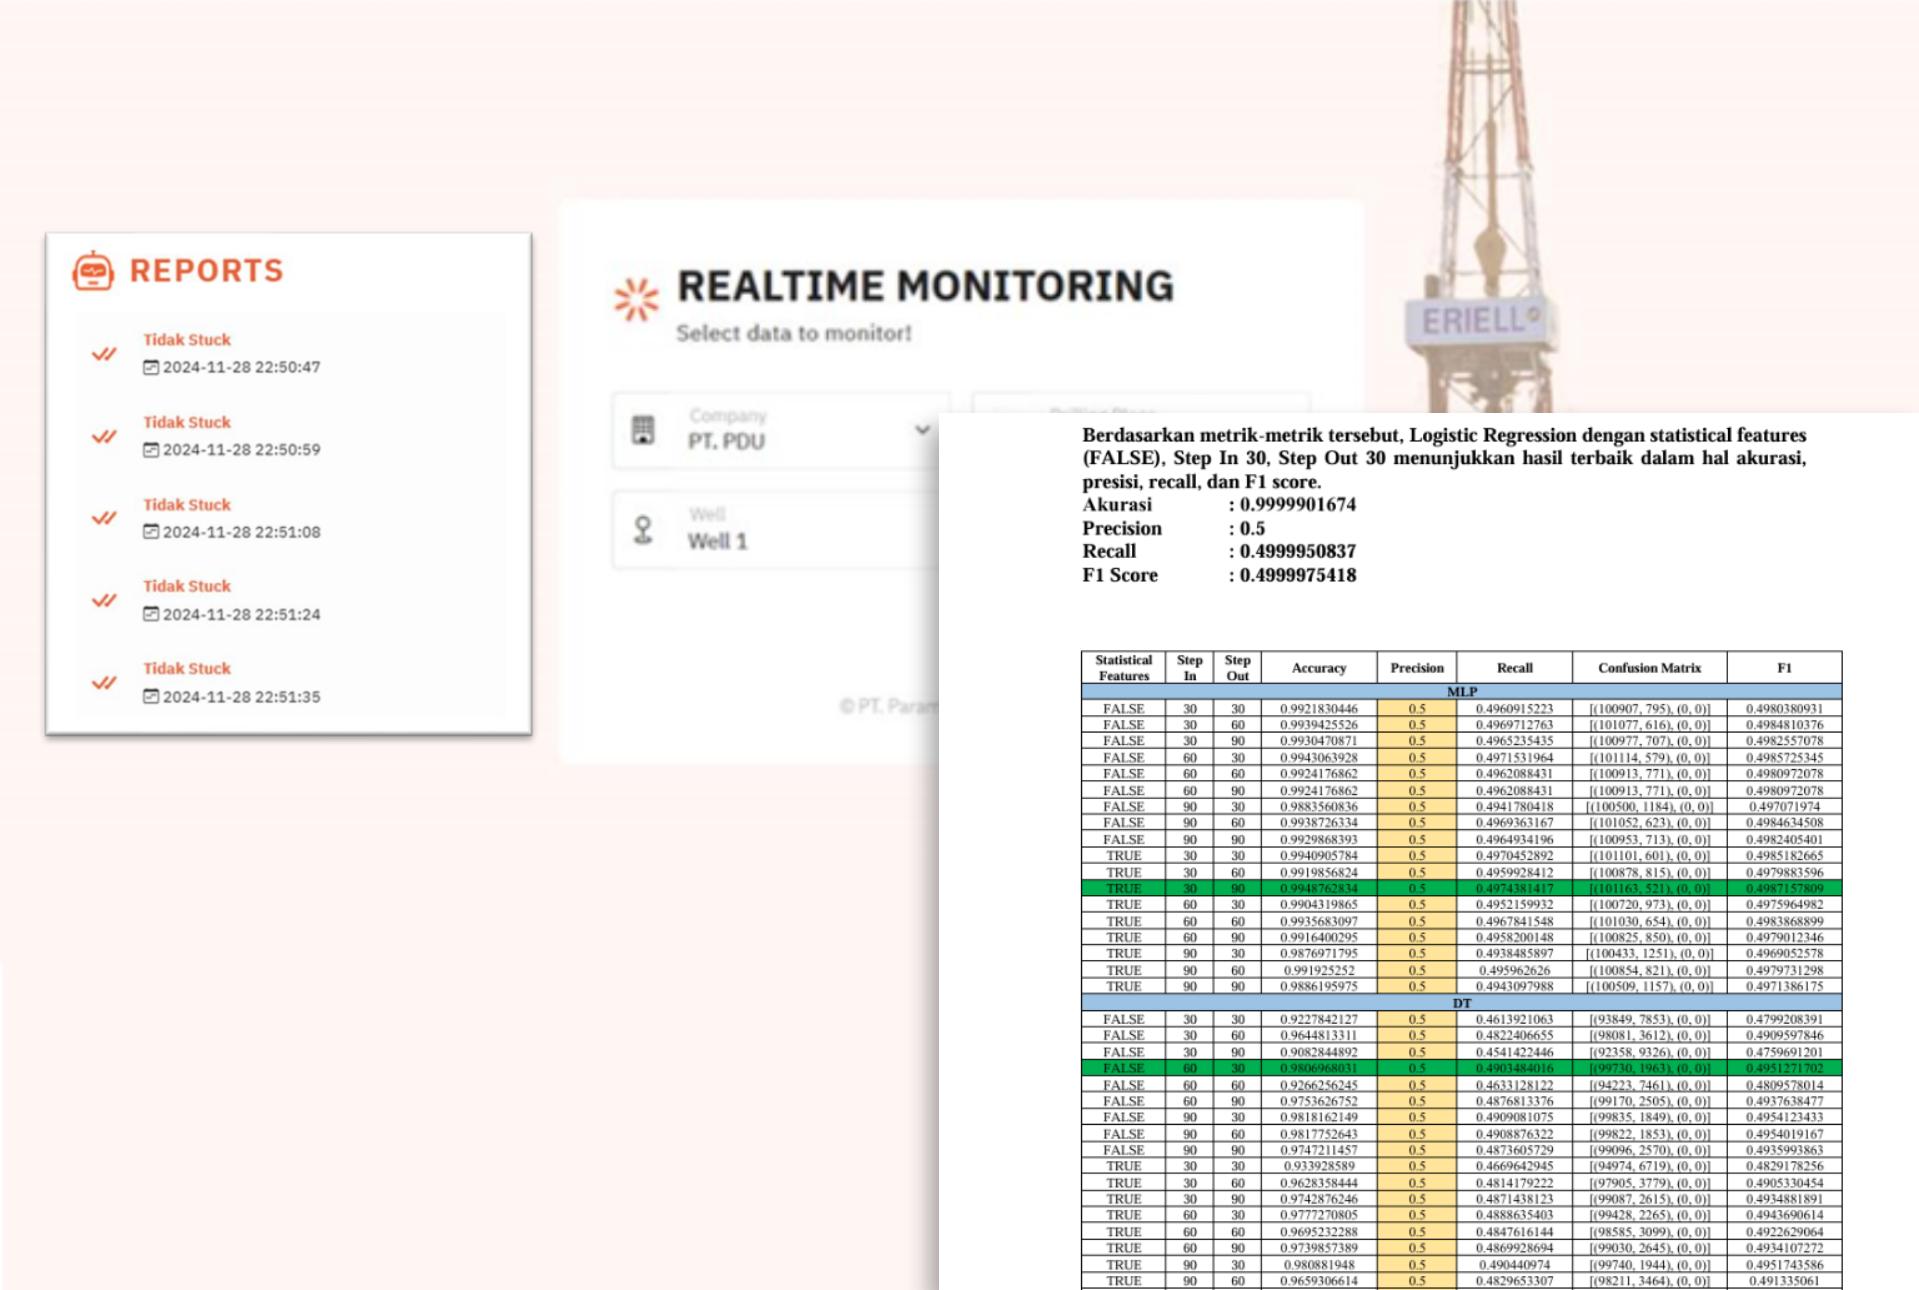 REPORTS
Tidak Stuck
2024-11-28 22:50:47
Tidak Stuck
2024-11-28 22:50:59
Tidak Stuck
2024-11-28 22:51:08
Tidak Stuck
2024-11-28 22:51:24
Tidak Stuck
2024-11-28 22:51:35
REALTIME MONITORING
Select data to monitor!
Company
PT. PDU
Well
Well 1
© PT. Param
ERIELL
Berdasarkan metrik-metrik tersebut, Logistic Regression dengan statistical features
(FALSE), Step In 30, Step Out 30 menunjukkan hasil terbaik dalam hal akurasi,
presisi, recall, dan F1 score.
Akurasi : 0.9999901674
Precision : 0.5
Recall : 0.4999950837
F1 Score : 0.4999975418
Statistical Features Step In Step Out Accuracy Precision Recall Confusion Matrix F1
MLP
FALSE 30 30 0.9921830446 0.5 0.4960915223 [(100907, 795), (0, 0)] 0.4980380931
FALSE 30 60 0.9939425526 0.5 0.4969712763 [(101077, 616), (0, 0)] 0.4984810376
FALSE 30 90 0.9930470871 0.5 0.4965235435 [(100977, 707), (0, 0)] 0.4982557078
FALSE 60 30 0.9943063928 0.5 0.4971531964 [(101114, 579), (0, 0)] 0.4985725345
FALSE 60 60 0.9924176862 0.5 0.4962088431 [(100913, 771), (0, 0)] 0.4980972078
FALSE 60 90 0.9924176862 0.5 0.4962088431 [(100913, 771), (0, 0)] 0.4980972078
FALSE 90 30 0.9883560836 0.5 0.4941780418 [(100500, 1184), (0, 0)] 0.497071974
FALSE 90 60 0.9938726334 0.5 0.4969363167 [(101052, 623), (0, 0)] 0.4984634508
FALSE 90 90 0.9929868393 0.5 0.4964934196 [(100953, 713), (0, 0)] 0.4982405401
TRUE 30 30 0.9940905784 0.5 0.4970452892 [(101101, 601), (0, 0)] 0.4985182665
TRUE 30 60 0.9919856824 0.5 0.4959928412 [(100878, 815), (0, 0)] 0.4979883596
TRUE 30 90 0.9948762834 0.5 0.4974381417 [(101163, 521), (0, 0)] 0.4987157809
TRUE 60 30 0.9904319865 0.5 0.4952159932 [(100720, 973), (0, 0)] 0.4975964982
TRUE 60 60 0.9935683097 0.5 0.4967841548 [(101030, 654), (0, 0)] 0.4983868899
TRUE 60 90 0.9916400295 0.5 0.4958200148 [(100825, 850), (0, 0)] 0.4979012346
TRUE 90 30 0.9876971795 0.5 0.4938485897 [(100433, 1251), (0, 0)] 0.4969052578
TRUE 90 60 0.991925252 0.5 0.495962626 [(100854, 821), (0, 0)] 0.4979731298
TRUE 90 90 0.9886195975 0.5 0.4943097988 [(100509, 1157), (0, 0)] 0.4971386175
DT
FALSE 30 30 0.9227842127 0.5 0.4613921063 [(93849, 7853), (0, 0)] 0.4799208391
FALSE 30 60 0.9644813311 0.5 0.4822406655 [(98081, 3612), (0, 0)] 0.4909597846
FALSE 30 90 0.9082844892 0.5 0.4541422446 [(92358, 9326), (0, 0)] 0.4759691201
FALSE 60 30 0.9806968031 0.5 0.4903484016 [(99730, 1963), (0, 0)] 0.4951271702
FALSE 60 60 0.9266256245 0.5 0.4633128122 [(94223, 7461), (0, 0)] 0.4809578014
FALSE 60 90 0.9753626752 0.5 0.4876813376 [(99170, 2505), (0, 0)] 0.4937638477
FALSE 90 30 0.9818162149 0.5 0.4909081075 [(99835, 1849), (0, 0)] 0.4954123433
FALSE 90 60 0.9817752643 0.5 0.4908876322 [(99822, 1853), (0, 0)] 0.4954019167
FALSE 90 90 0.9747211457 0.5 0.4873605729 [(99096, 2570), (0, 0)] 0.4935993863
TRUE 30 30 0.933928589 0.5 0.4669642945 [(94974, 6719), (0, 0)] 0.4829178256
TRUE 30 60 0.9628358444 0.5 0.4814179222 [(97905, 3779), (0, 0)] 0.4905330454
TRUE 30 90 0.9742876246 0.5 0.4871438123 [(99087, 2615), (0, 0)] 0.4934881891
TRUE 60 30 0.9777270805 0.5 0.4888635403 [(99428, 2265), (0, 0)] 0.4943690614
TRUE 60 60 0.9695232288 0.5 0.4847616144 [(98585, 3099), (0, 0)] 0.4922629064
TRUE 60 90 0.9739857389 0.5 0.4869928694 [(99030, 2645), (0, 0)] 0.4934107272
TRUE 90 30 0.980881948 0.5 0.490440974 [(99740, 1944), (0, 0)] 0.4951743586
TRUE 90 60 0.9659306614 0.5 0.4829653307 [(98211, 3464), (0, 0)] 0.491335061